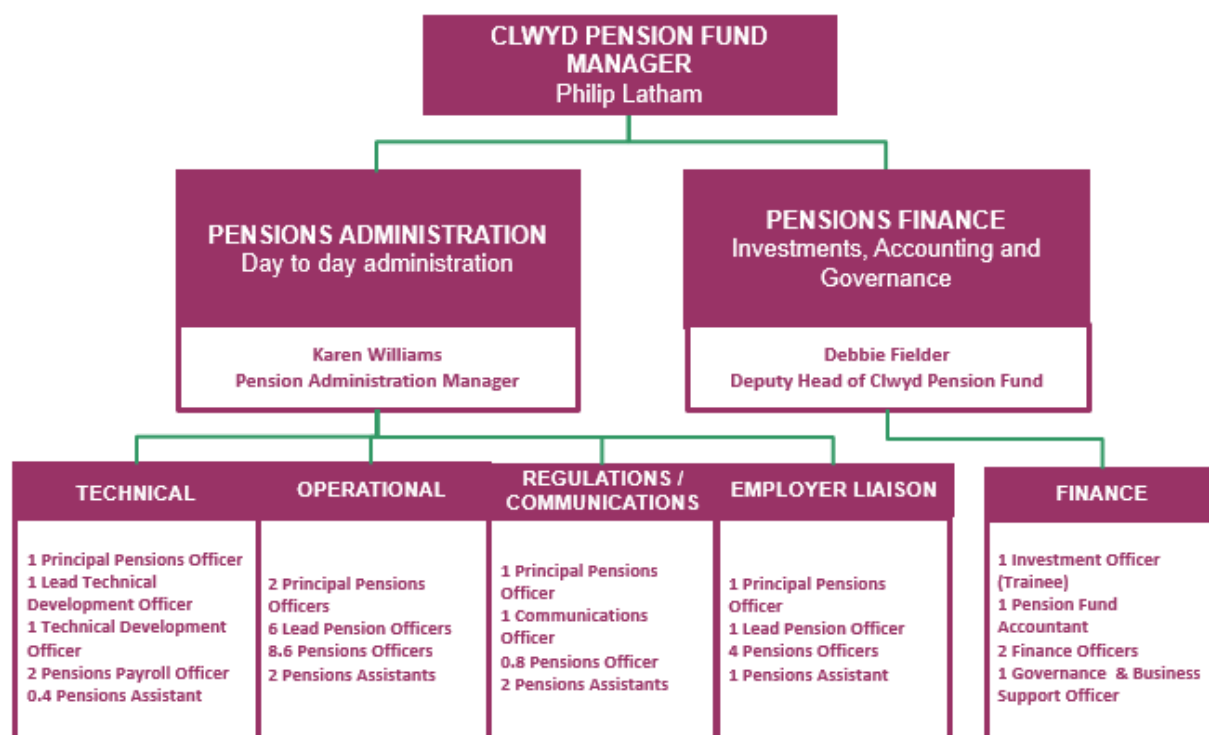 CLWYD PENSION FUND
MANAGER
Philip Latham
PENSIONS ADMINISTRATION
Day to day administration
Karen Williams
Pension Administration Manager
PENSIONS FINANCE
Investments, Accounting and
Governance
Debbie Fielder
Deputy Head of Clwyd Pension Fund
TECHNICAL
1 Principal Pensions Officer
1 Lead Technical
Development Officer
1 Technical Development
Officer
2 Pensions Payroll Officer
0.4 Pensions Assistant
OPERATIONAL
2 Principal Pensions
Officers
6 Lead Pension Officers
8.6 Pensions Officers
2 Pensions Assistants
REGULATIONS /
COMMUNICATIONS
1 Principal Pensions
Officer
1 Communications
Officer
0.8 Pensions Officer
2 Pensions Assistants
EMPLOYER LIAISON
1 Principal Pensions
Officer
1 Lead Pension Officer
4 Pensions Officers
1 Pensions Assistant
FINANCE
1 Investment Officer
(Trainee)
1 Pension Fund
Accountant
2 Finance Officers
1 Governance & Business
Support Officer